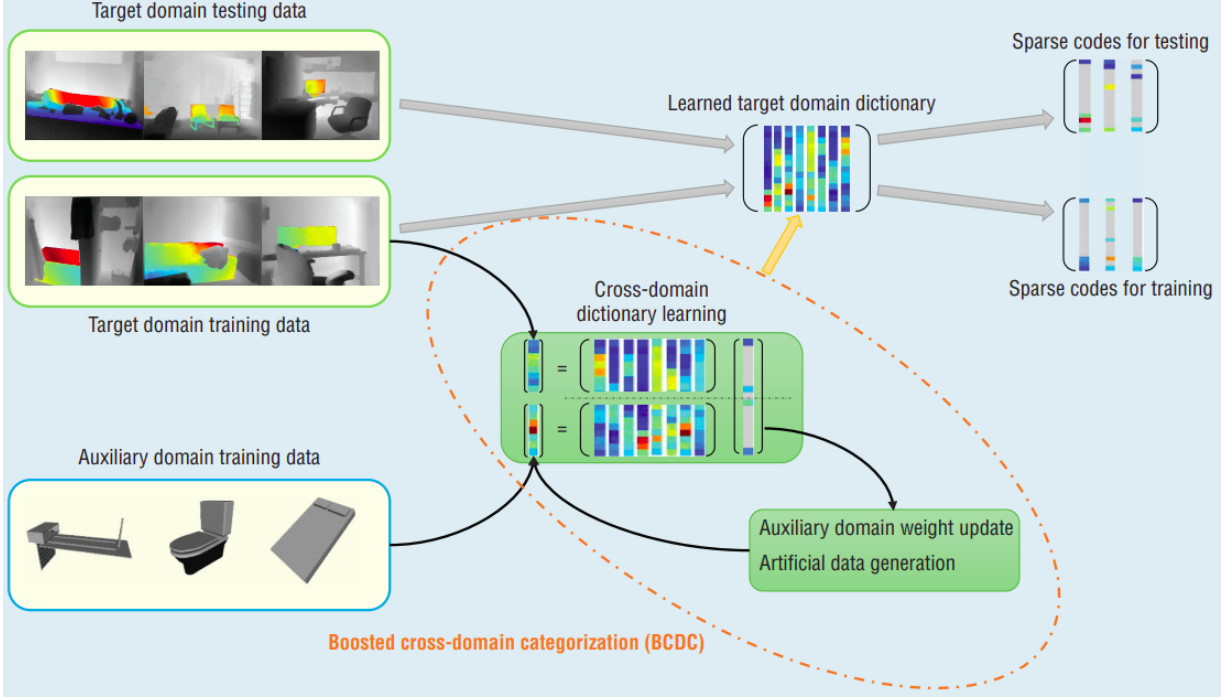 Target domain testing data
Sparse codes for testing
Learned target domain dictionary
Target domain training data
Sparse codes for training
Cross-domain
dictionary learning
=
=
Auxiliary domain training data
Auxiliary domain weight update
Artificial data generation
Boosted cross-domain categorization (BCDC)